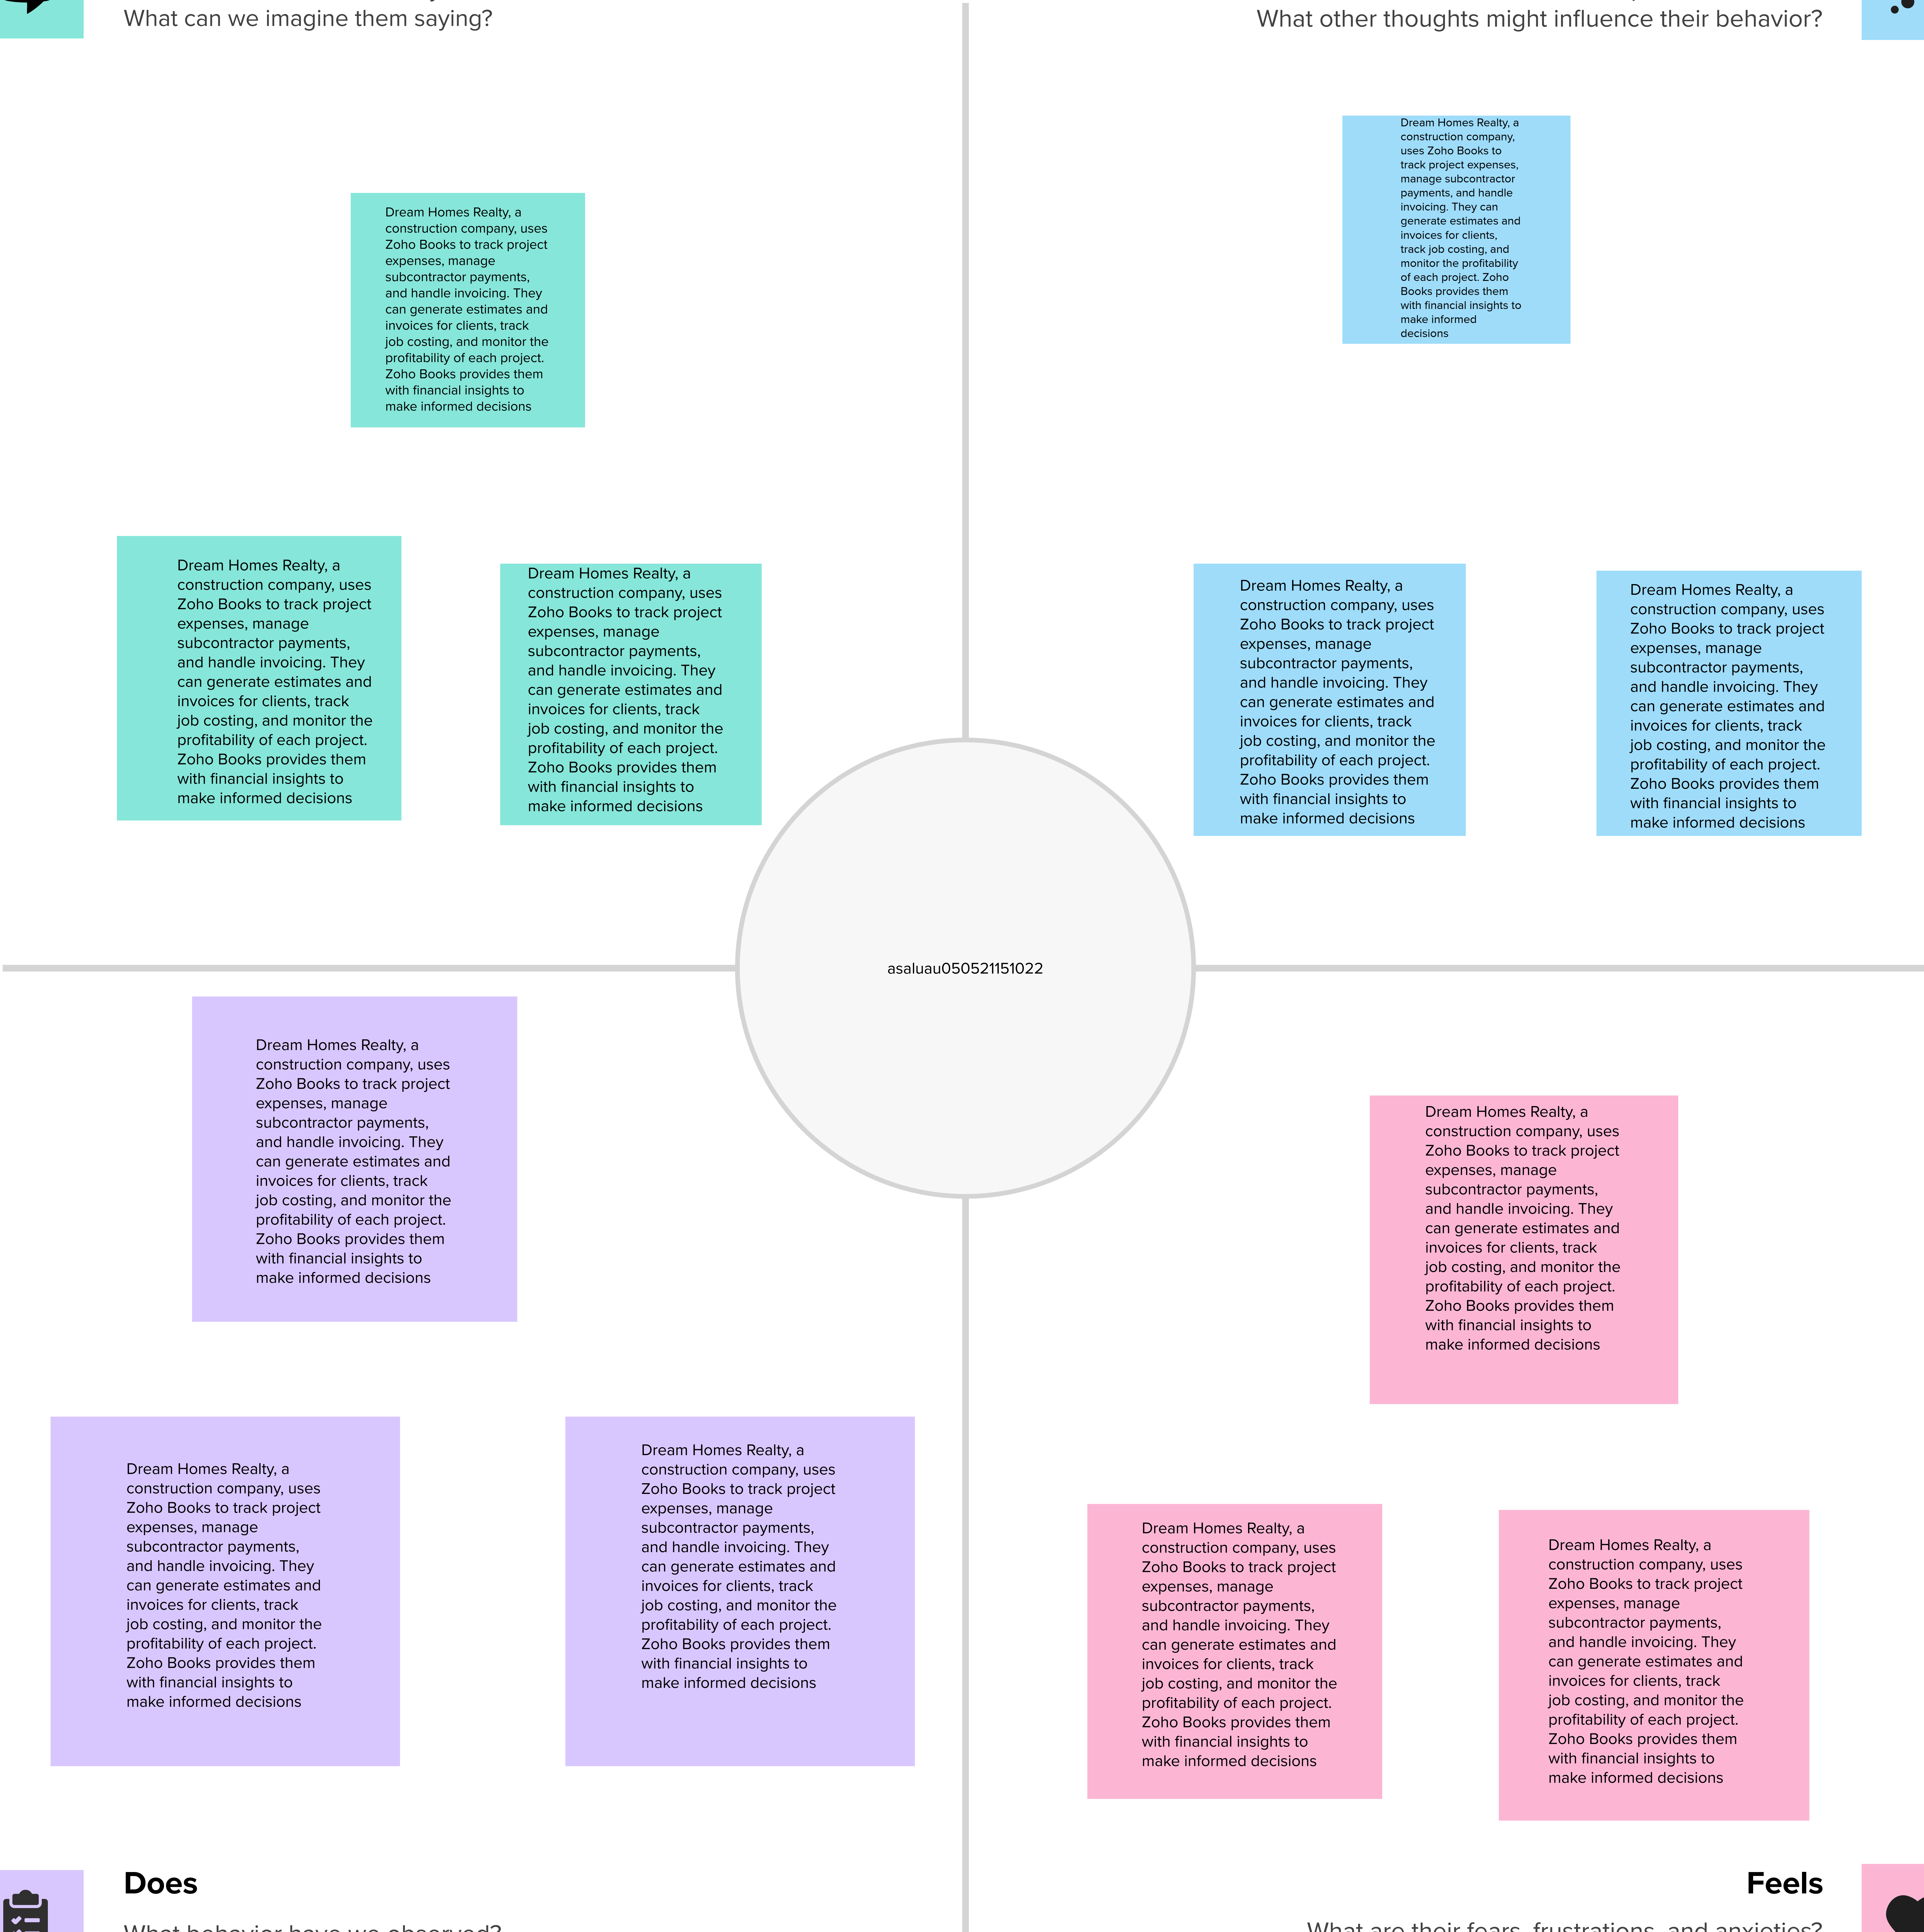 What can we imagine them saying?
What other thoughts might influence their behavior?
Dream Homes Realty, a
construction company, uses
Zoho Books to track project
expenses, manage
subcontractor payments,
and handle invoicing. They
can generate estimates and
invoices for clients, track
job costing, and monitor the
profitability of each project.
Zoho Books provides them
with financial insights to
make informed decisions
Dream Homes Realty, a
construction company,
uses Zoho Books to
track project expenses,
manage subcontractor
payments, and handle
invoicing. They can
generate estimates and
invoices for clients,
track job costing, and
monitor the profitability
of each project. Zoho
Books provides them
with financial insights to
make informed
decisions
Dream Homes Realty, a
construction company, uses
Zoho Books to track project
expenses, manage
subcontractor payments,
and handle invoicing. They
can generate estimates and
invoices for clients, track
job costing, and monitor the
profitability of each project.
Zoho Books provides them
with financial insights to
make informed decisions
Dream Homes Realty, a
construction company, uses
Zoho Books to track project
expenses, manage
subcontractor payments,
and handle invoicing. They
can generate estimates and
invoices for clients, track
job costing, and monitor the
profitability of each project.
Zoho Books provides them
with financial insights to
make informed decisions
Dream Homes Realty, a
construction company, uses
Zoho Books to track project
expenses, manage
subcontractor payments,
and handle invoicing. They
can generate estimates and
invoices for clients, track
job costing, and monitor the
profitability of each project.
Zoho Books provides them
with financial insights to
make informed decisions
Dream Homes Realty, a
construction company, uses
Zoho Books to track project
expenses, manage
subcontractor payments,
and handle invoicing. They
can generate estimates and
invoices for clients, track
job costing, and monitor the
profitability of each project.
Zoho Books provides them
with financial insights to
make informed decisions
asaluau050521151022
Dream Homes Realty, a
construction company, uses
Zoho Books to track project
expenses, manage
subcontractor payments,
and handle invoicing. They
can generate estimates and
invoices for clients, track
job costing, and monitor the
profitability of each project.
Zoho Books provides them
with financial insights to
make informed decisions
Dream Homes Realty, a
construction company, uses
Zoho Books to track project
expenses, manage
subcontractor payments,
and handle invoicing. They
can generate estimates and
invoices for clients, track
job costing, and monitor the
profitability of each project.
Zoho Books provides them
with financial insights to
make informed decisions
Dream Homes Realty, a
construction company, uses
Zoho Books to track project
expenses, manage
subcontractor payments,
and handle invoicing. They
can generate estimates and
invoices for clients, track
job costing, and monitor the
profitability of each project.
Zoho Books provides them
with financial insights to
make informed decisions
Dream Homes Realty, a
construction company, uses
Zoho Books to track project
expenses, manage
subcontractor payments,
and handle invoicing. They
can generate estimates and
invoices for clients, track
job costing, and monitor the
profitability of each project.
Zoho Books provides them
with financial insights to
make informed decisions
Dream Homes Realty, a
construction company, uses
Zoho Books to track project
expenses, manage
subcontractor payments,
and handle invoicing. They
can generate estimates and
invoices for clients, track
job costing, and monitor the
profitability of each project.
Zoho Books provides them
with financial insights to
make informed decisions
Dream Homes Realty, a
construction company, uses
Zoho Books to track project
expenses, manage
subcontractor payments,
and handle invoicing. They
can generate estimates and
invoices for clients, track
job costing, and monitor the
profitability of each project.
Zoho Books provides them
with financial insights to
make informed decisions
Does
What behavior have we observed?
Feels
What are their fears, frustrations, and anxieties?